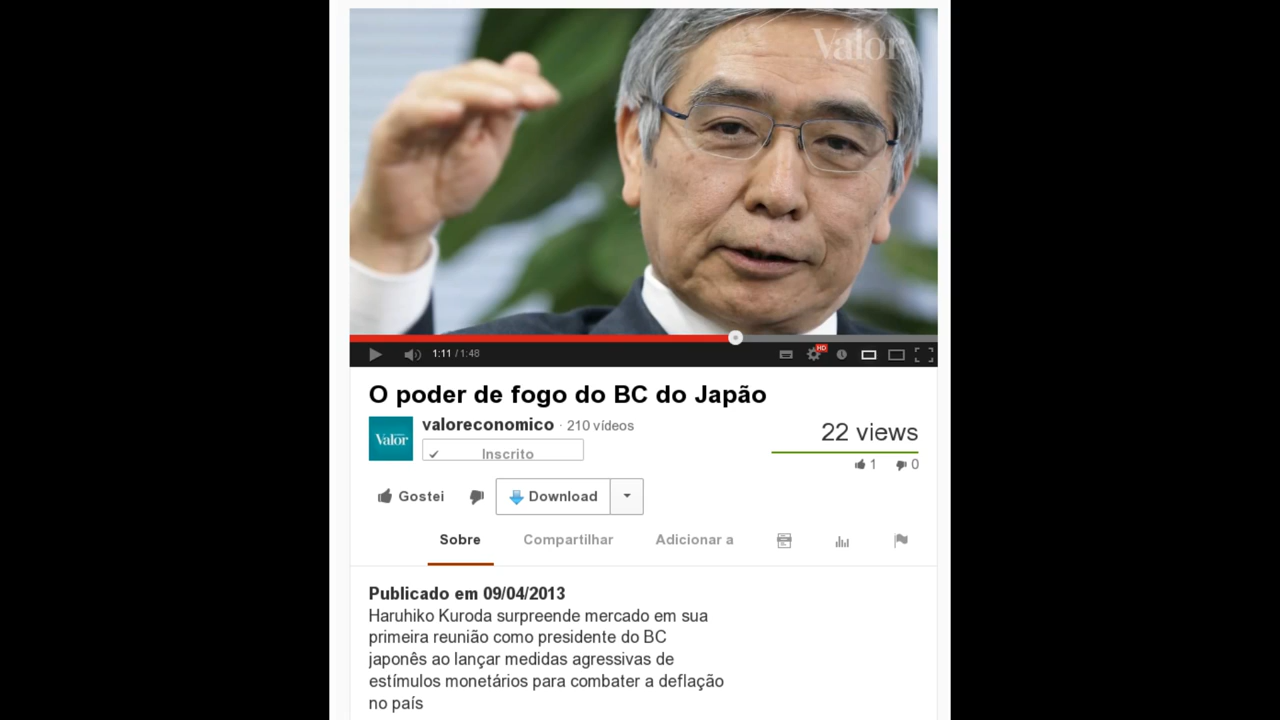 Valor
HD
1:11 / 1:48
O poder de fogo do BC do Japão
Valor
valoreconomico · 210 vídeos
Inscrito
22 views
1 0
Gostei
Download
Sobre Compartilhar Adicionar a
Publicado em 09/04/2013
Haruhiko Kuroda surpreende mercado em sua
primeira reunião como presidente do BC
japonês ao lançar medidas agressivas de
estímulos monetários para combater a deflação
no país